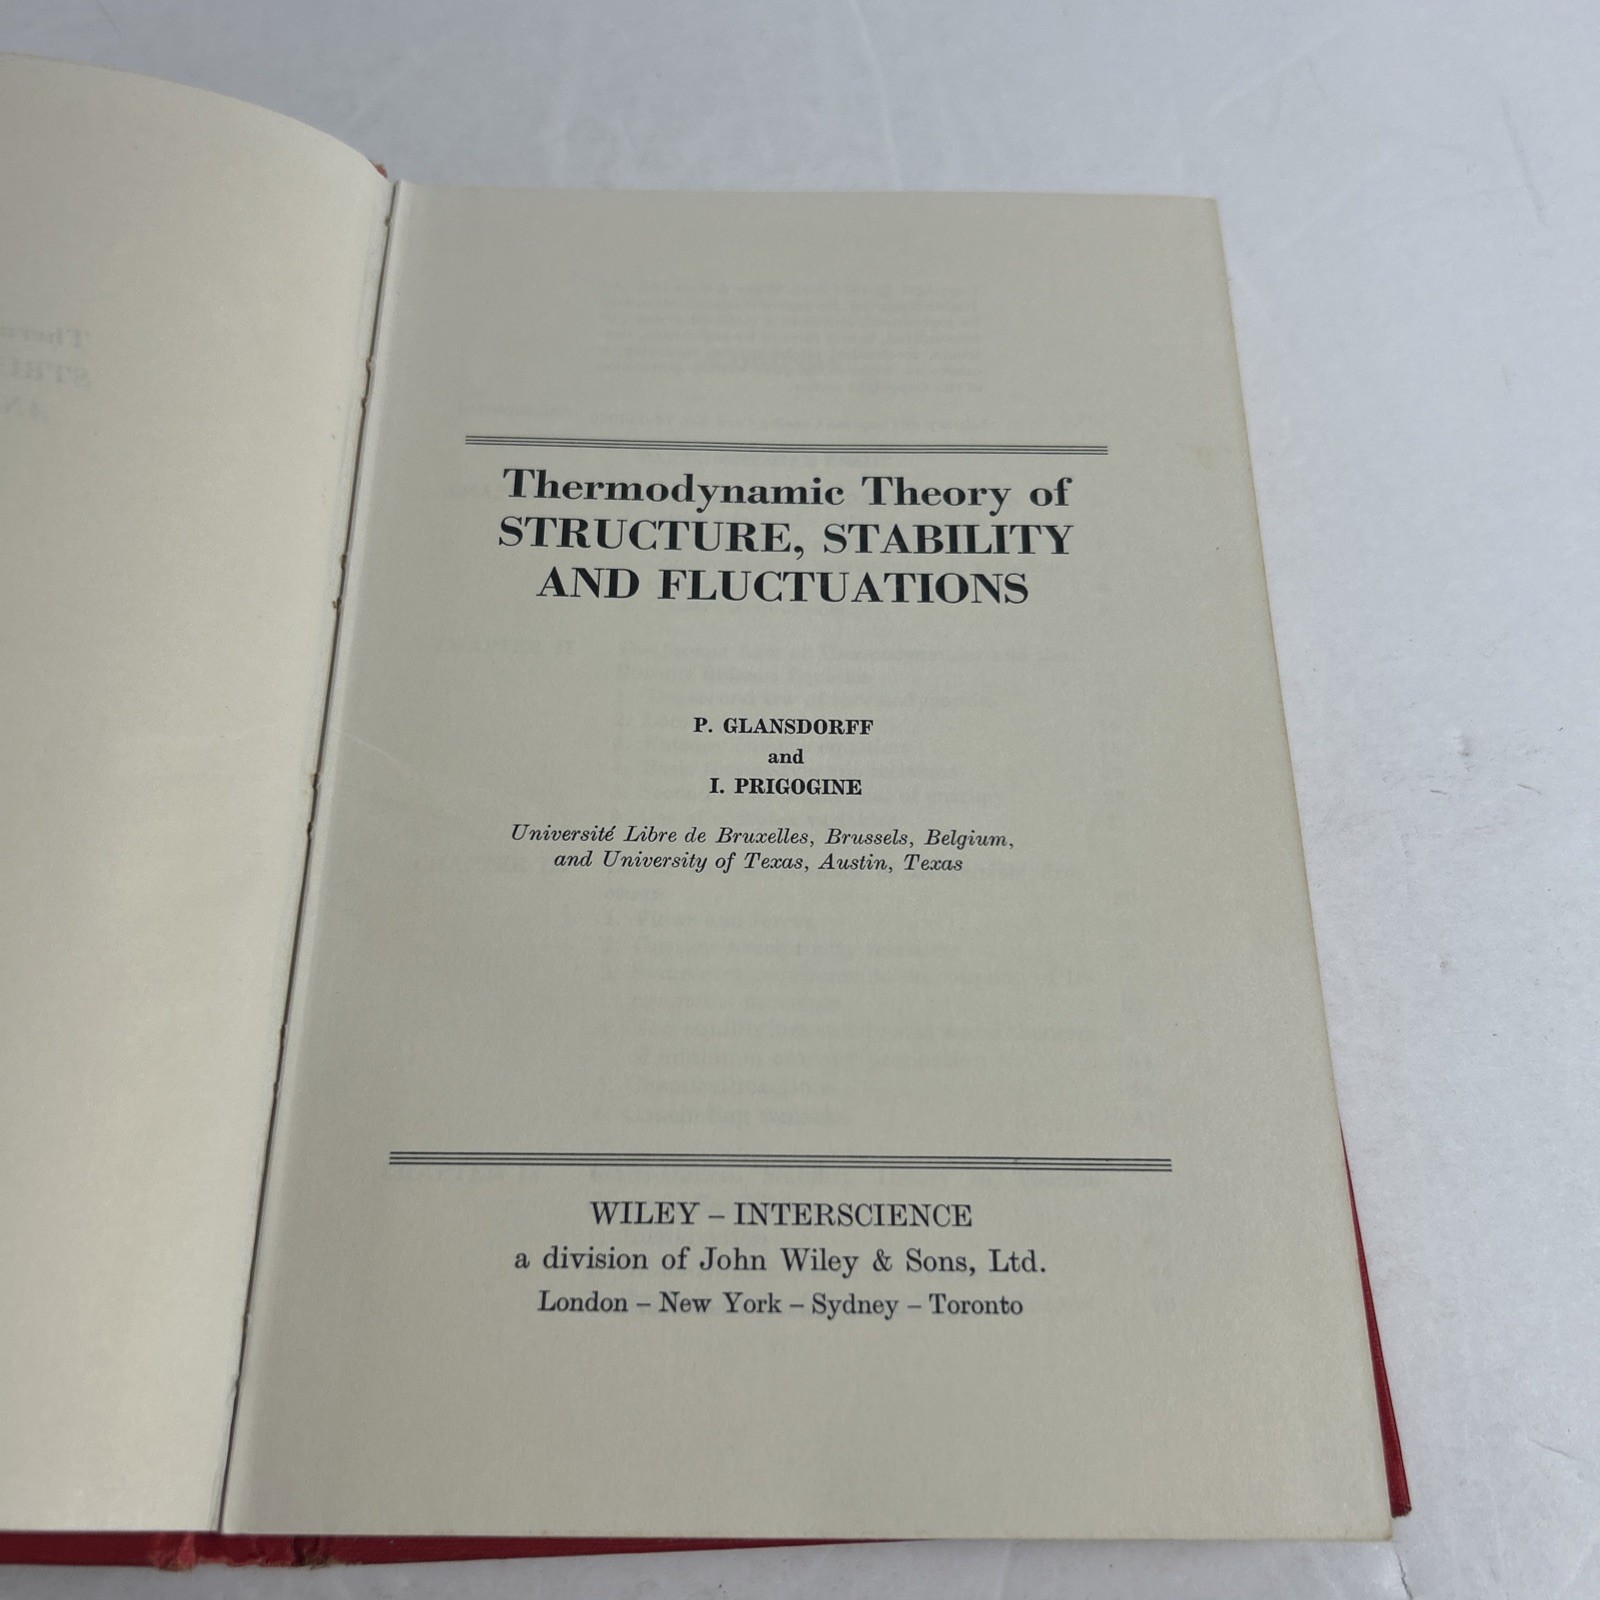 Thermodynamic Theory of
STRUCTURE, STABILITY
AND FLUCTUATIONS
P. GLANSDORFF
and
I. PRIGOGINE
Université Libre de Bruxelles, Brussels, Belgium,
and University of Texas, Austin, Texas
WILEY – INTERSCIENCE
a division of John Wiley & Sons, Ltd.
London – New York – Sydney – Toronto